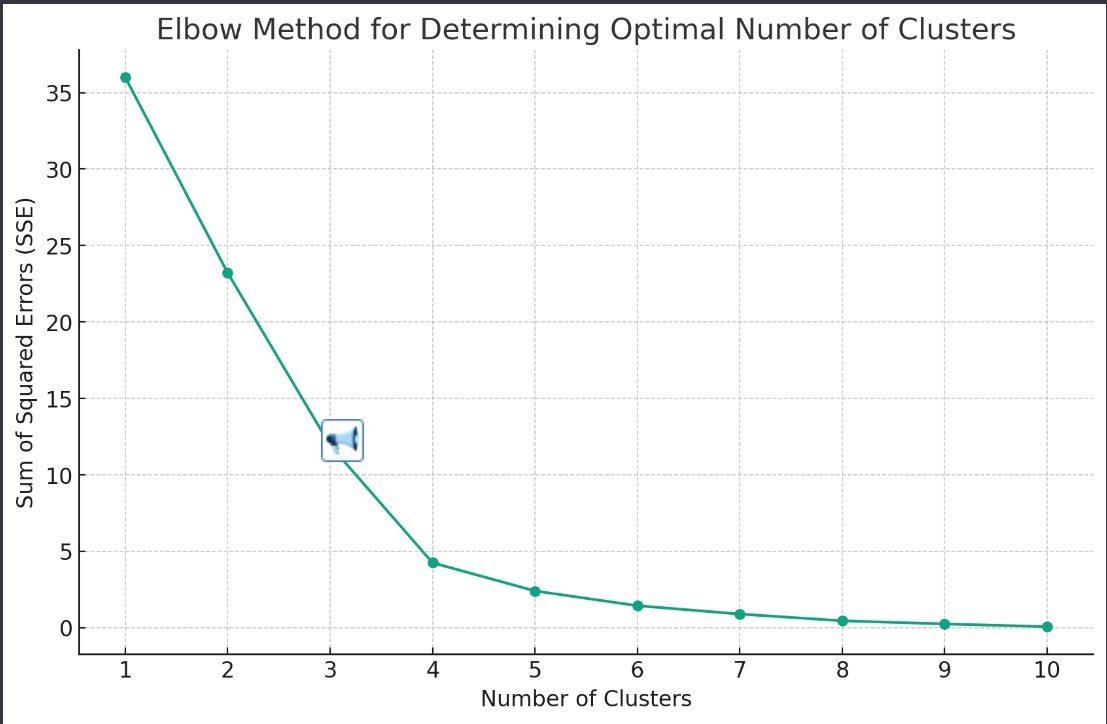 Elbow Method for Determining Optimal Number of Clusters
Sum of Squared Errors (SSE)
35
30
25
20
15
10
5
0
1 2 3 4 5 6 7 8 9 10
Number of Clusters